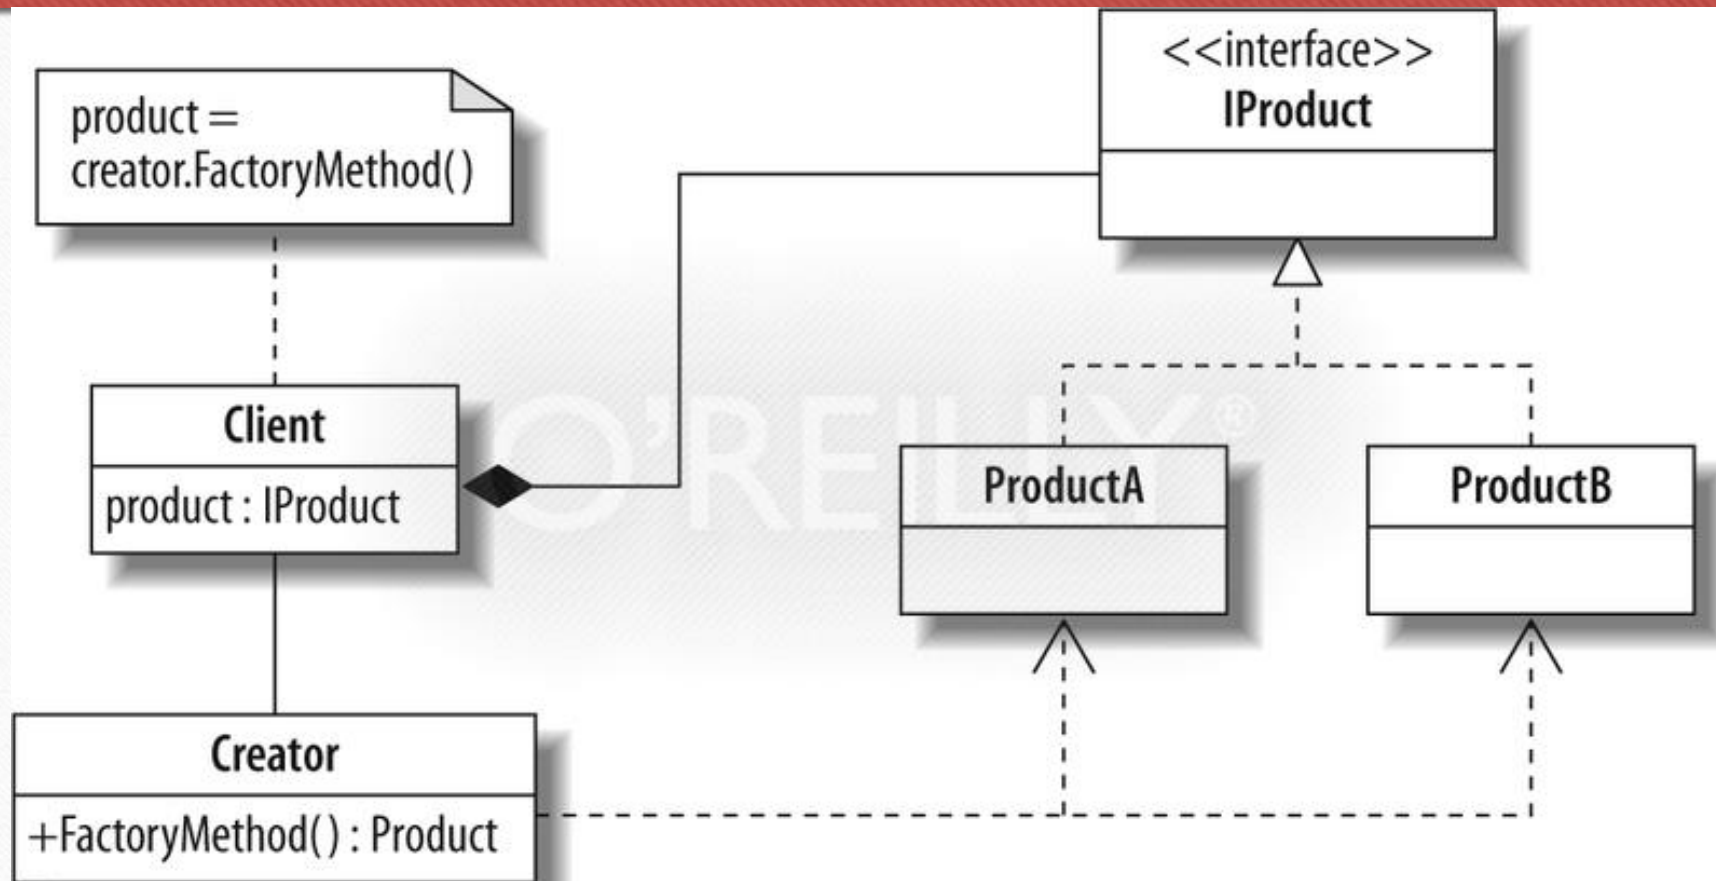 <<interface>>
IProduct
product =
creator.FactoryMethod()
Client
product : IProduct
O'REILLY®
ProductA
ProductB
Creator
+FactoryMethod() : Product